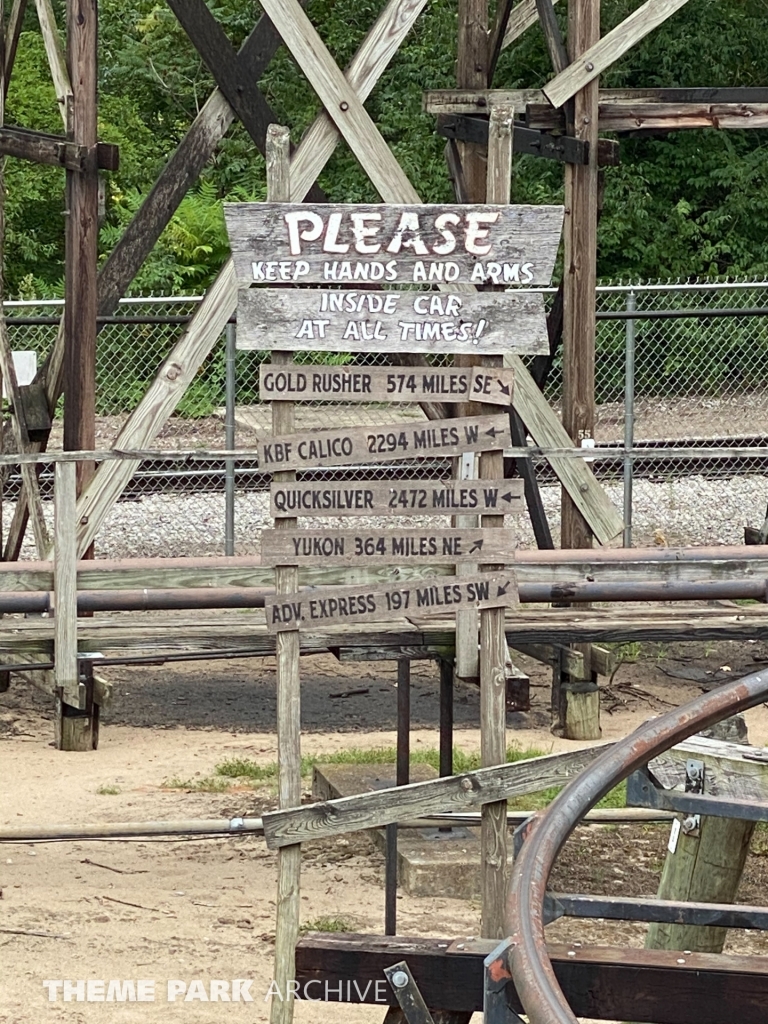 PLEASE
KEEP HANDS AND ARMS
INSIDE CAR
AT ALL TIMES!
GOLD RUSHER 574 MILES SE ↘
KBF CALICO 2294 MILES W ←
QUICKSILVER 2472 MILES W ←
YUKON 364 MILES NE ↗
ADV. EXPRESS 197 MILES SW ↙
55
THEME PARK ARCHIVE